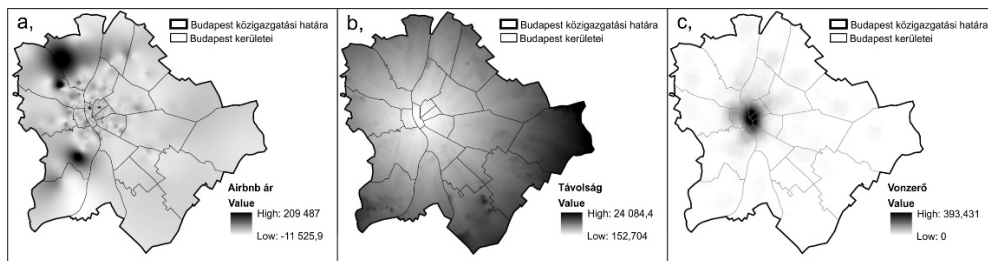 a,
Budapest közigazgatási határa
Budapest kerületei
Airbnb ár
Value
High: 209 487
Low: -11 525,9
b,
Budapest közigazgatási határa
Budapest kerületei
Távolság
Value
High: 24 084,4
Low: 152,704
c,
Budapest közigazgatási határa
Budapest kerületei
Vonzerő
Value
High: 393,431
Low: 0